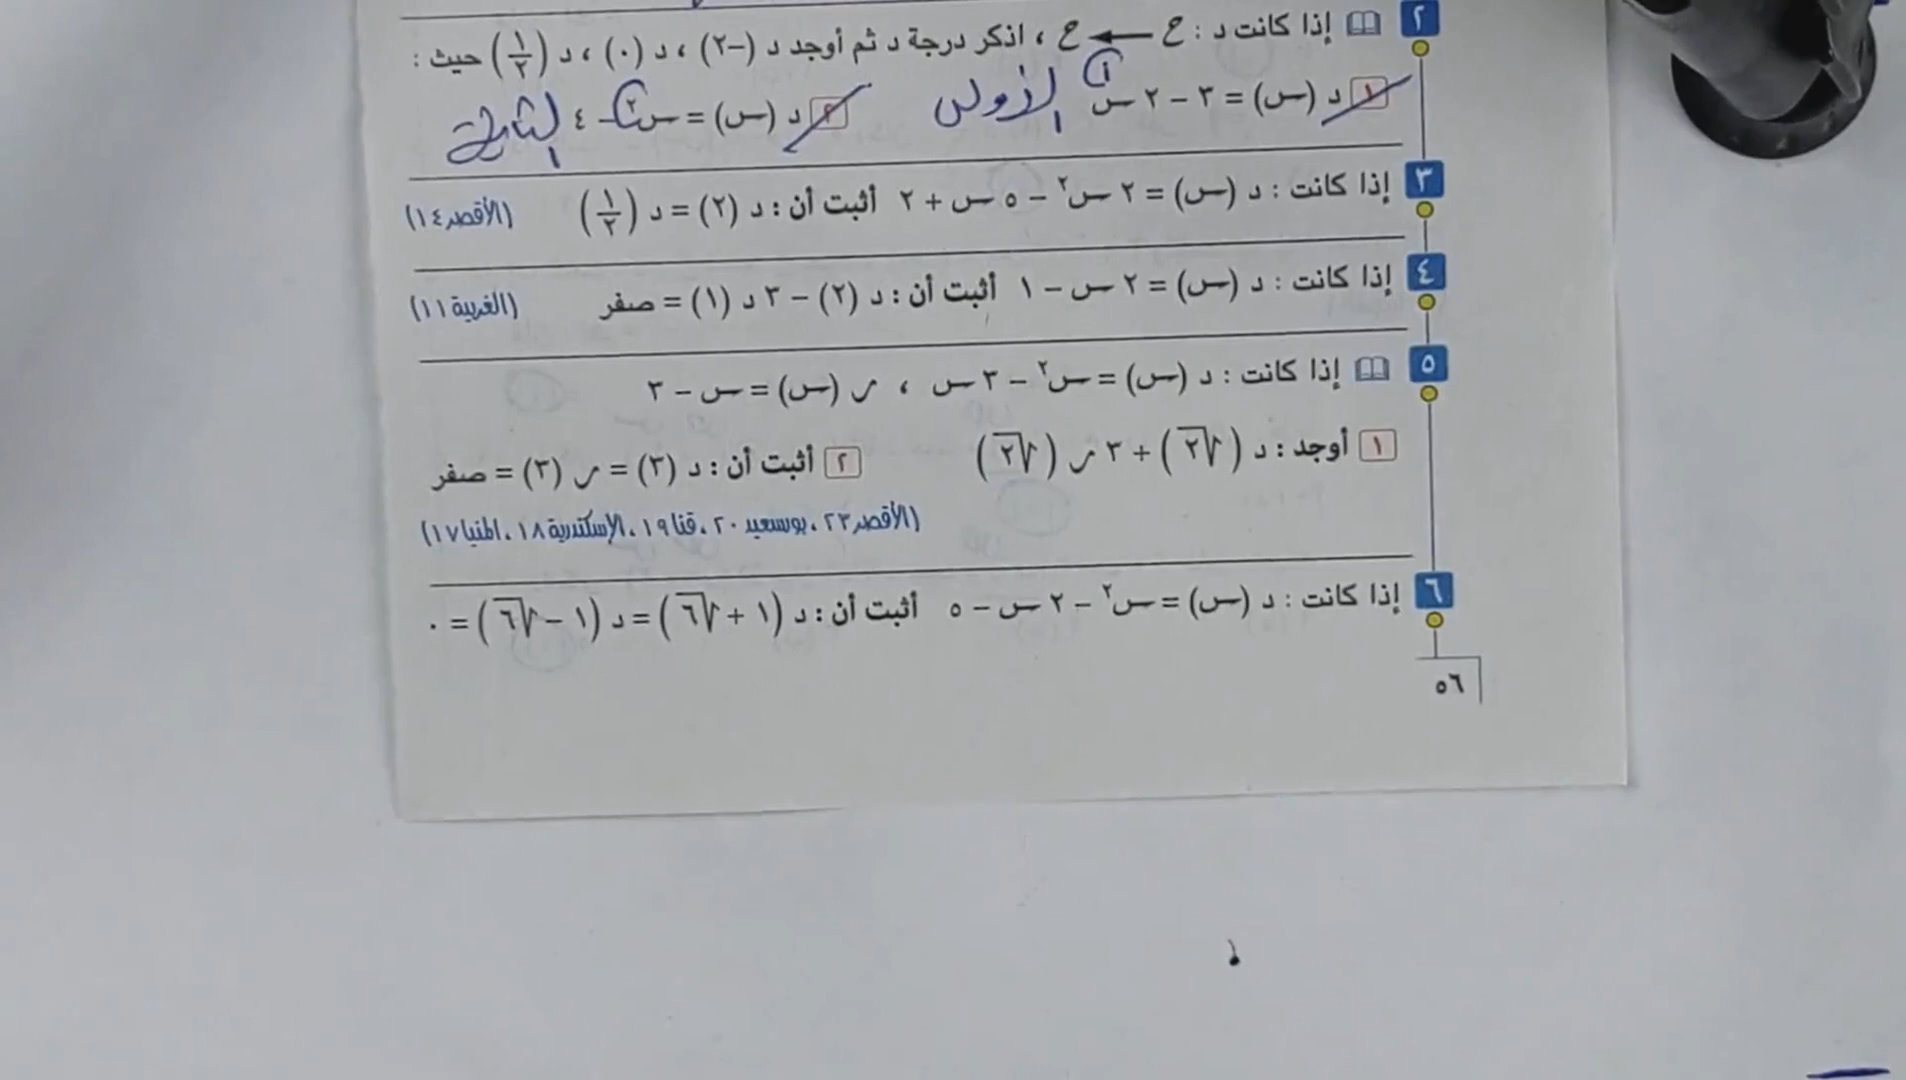 ٢ إذا كانت د : ح ← ح ، اذكر درجة د ثم أوجد د (-٢) ، د (٠) ، د (١/٢) حيث :
١ د (س) = ٣ - ٢ س ١ الأولى ٢ د (س) = س٢ - ٤ الثانية
٣ إذا كانت : د (س) = ٢ س٢ - ٥ س + ٢ أثبت أن : د (٢) = د (١/٢) (الأقصر ١٤)
٤ إذا كانت : د (س) = ٢ س - ١ أثبت أن : د (٢) - ٣ د (١) = صفر (الغربية ١١)
٥ إذا كانت : د (س) = س٢ - ٣ س ، ر (س) = س - ٣
١ أوجد : د (√٢) + ٣ ر (√٢) ٢ أثبت أن : د (٣) = ر (٣) = صفر
(الأقصر ٢٣ ، بورسعيد ٢٠ ، قنا ١٩ ، الإسكندرية ١٨ ، المنيا ١٧)
٦ إذا كانت : د (س) = س٢ - ٢ س - ٥ أثبت أن : د (١ + √٦) = د (١ - √٦) = ٠
٥٦